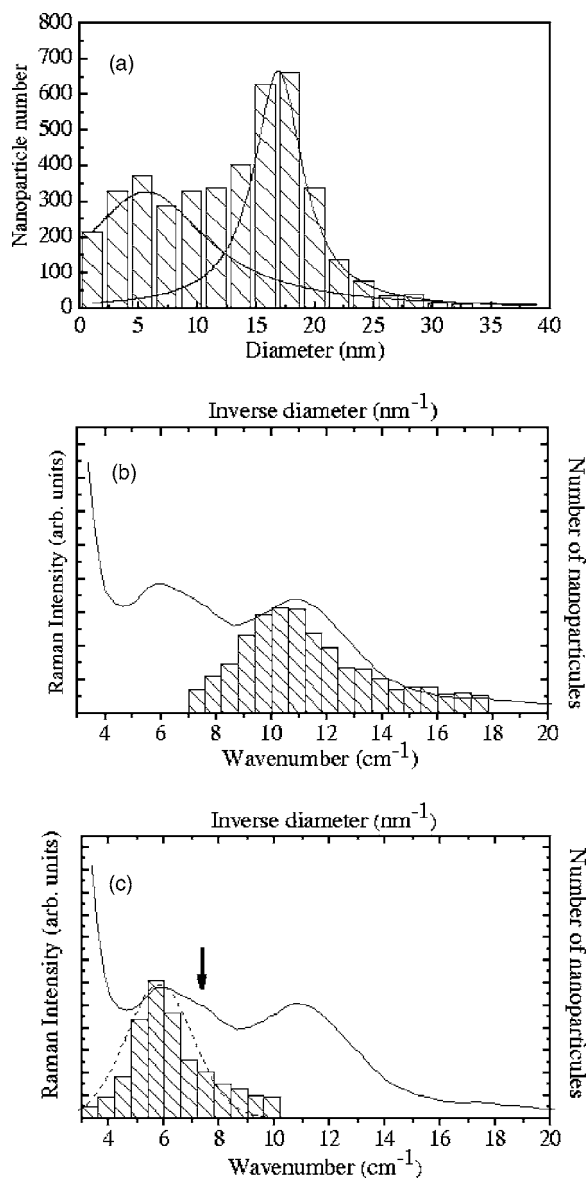 800
700
600
500
400
300
200
100
0
Nanoparticle number
(a)
0 5 10 15 20 25 30 35 40
Diameter (nm)
Inverse diameter (nm⁻¹)
Raman Intensity (arb. units)
(b)
Number of nanoparticules
4 6 8 10 12 14 16 18 20
Wavenumber (cm⁻¹)
Inverse diameter (nm⁻¹)
Raman Intensity (arb. units)
(c)
Number of nanoparticules
4 6 8 10 12 14 16 18 20
Wavenumber (cm⁻¹)